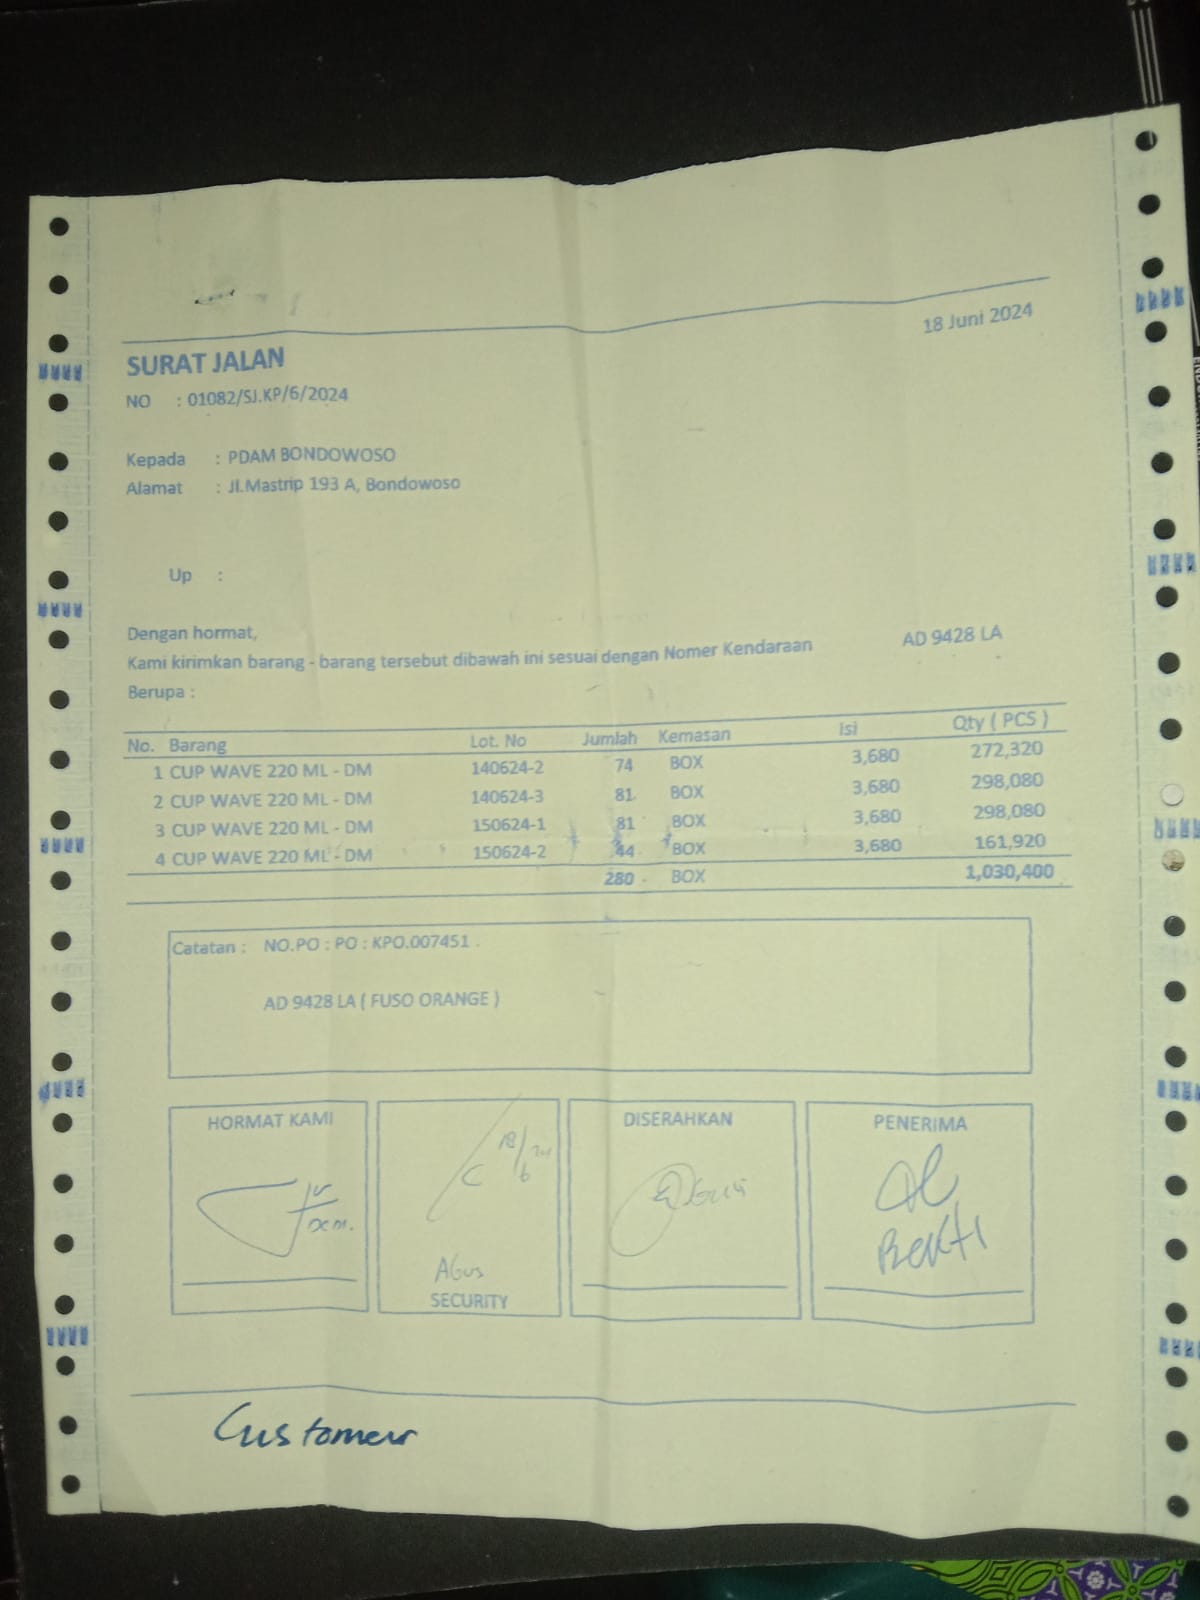 18 Juni 2024
SURAT JALAN
NO : 01082/SJ.KP/6/2024
Kepada : PDAM BONDOWOSO
Alamat : Jl.Mastrip 193 A, Bondowoso
Up :
Dengan hormat,
Kami kirimkan barang - barang tersebut dibawah ini sesuai dengan Nomer Kendaraan AD 9428 LA
Berupa :
No. Barang Lot. No Jumlah Kemasan Isi Qty ( PCS )
1 CUP WAVE 220 ML - DM 140624-2 74 BOX 3,680 272,320
2 CUP WAVE 220 ML - DM 140624-3 81 BOX 3,680 298,080
3 CUP WAVE 220 ML - DM 150624-1 81 BOX 3,680 298,080
4 CUP WAVE 220 ML - DM 150624-2 44 BOX 3,680 161,920
280 BOX 1,030,400
Catatan : NO.PO : PO : KPO.007451
AD 9428 LA ( FUSO ORANGE )
HORMAT KAMI DISERAHKAN PENERIMA
18/6 24
Bekti
Agus
SECURITY
Customer